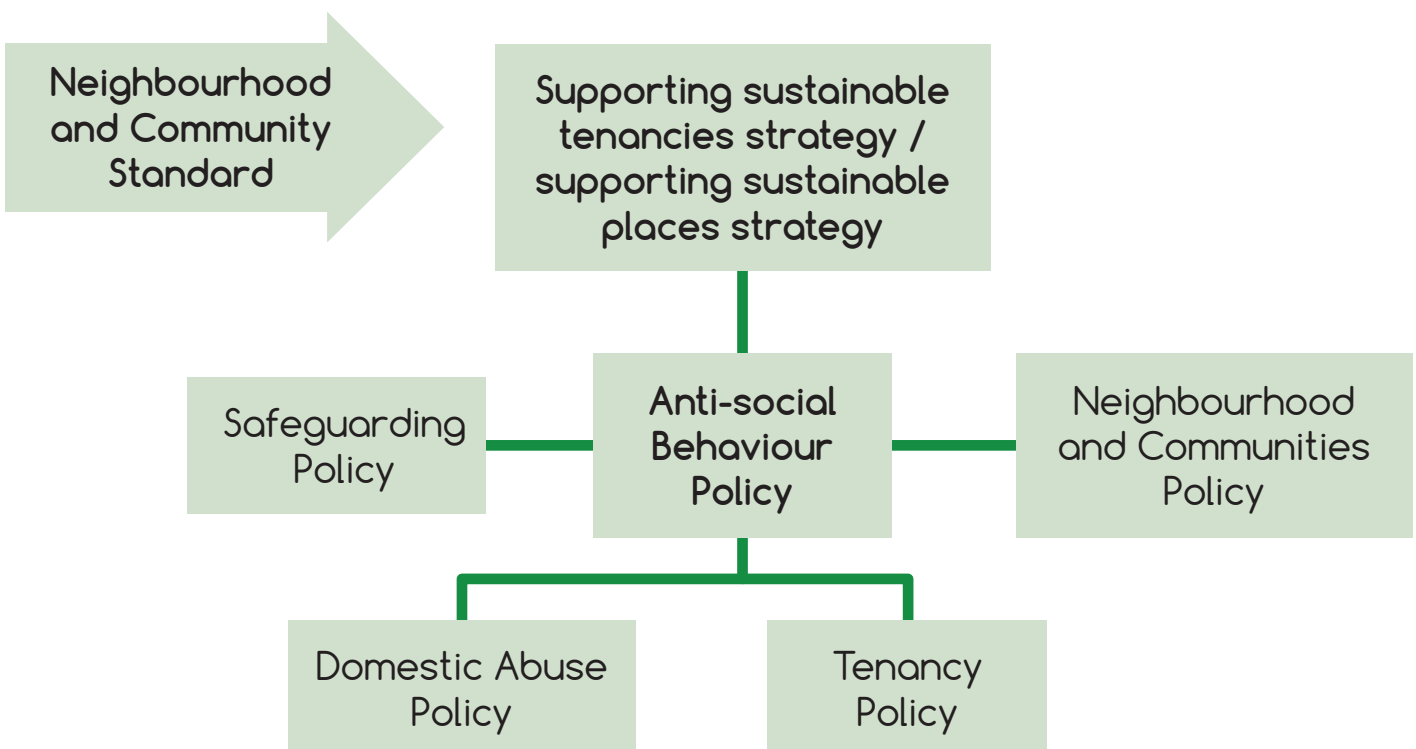 Neighbourhood
and Community
Standard
Supporting sustainable
tenancies strategy /
supporting sustainable
places strategy
Safeguarding
Policy
Anti-social
Behaviour
Policy
Neighbourhood
and Communities
Policy
Domestic Abuse
Policy
Tenancy
Policy